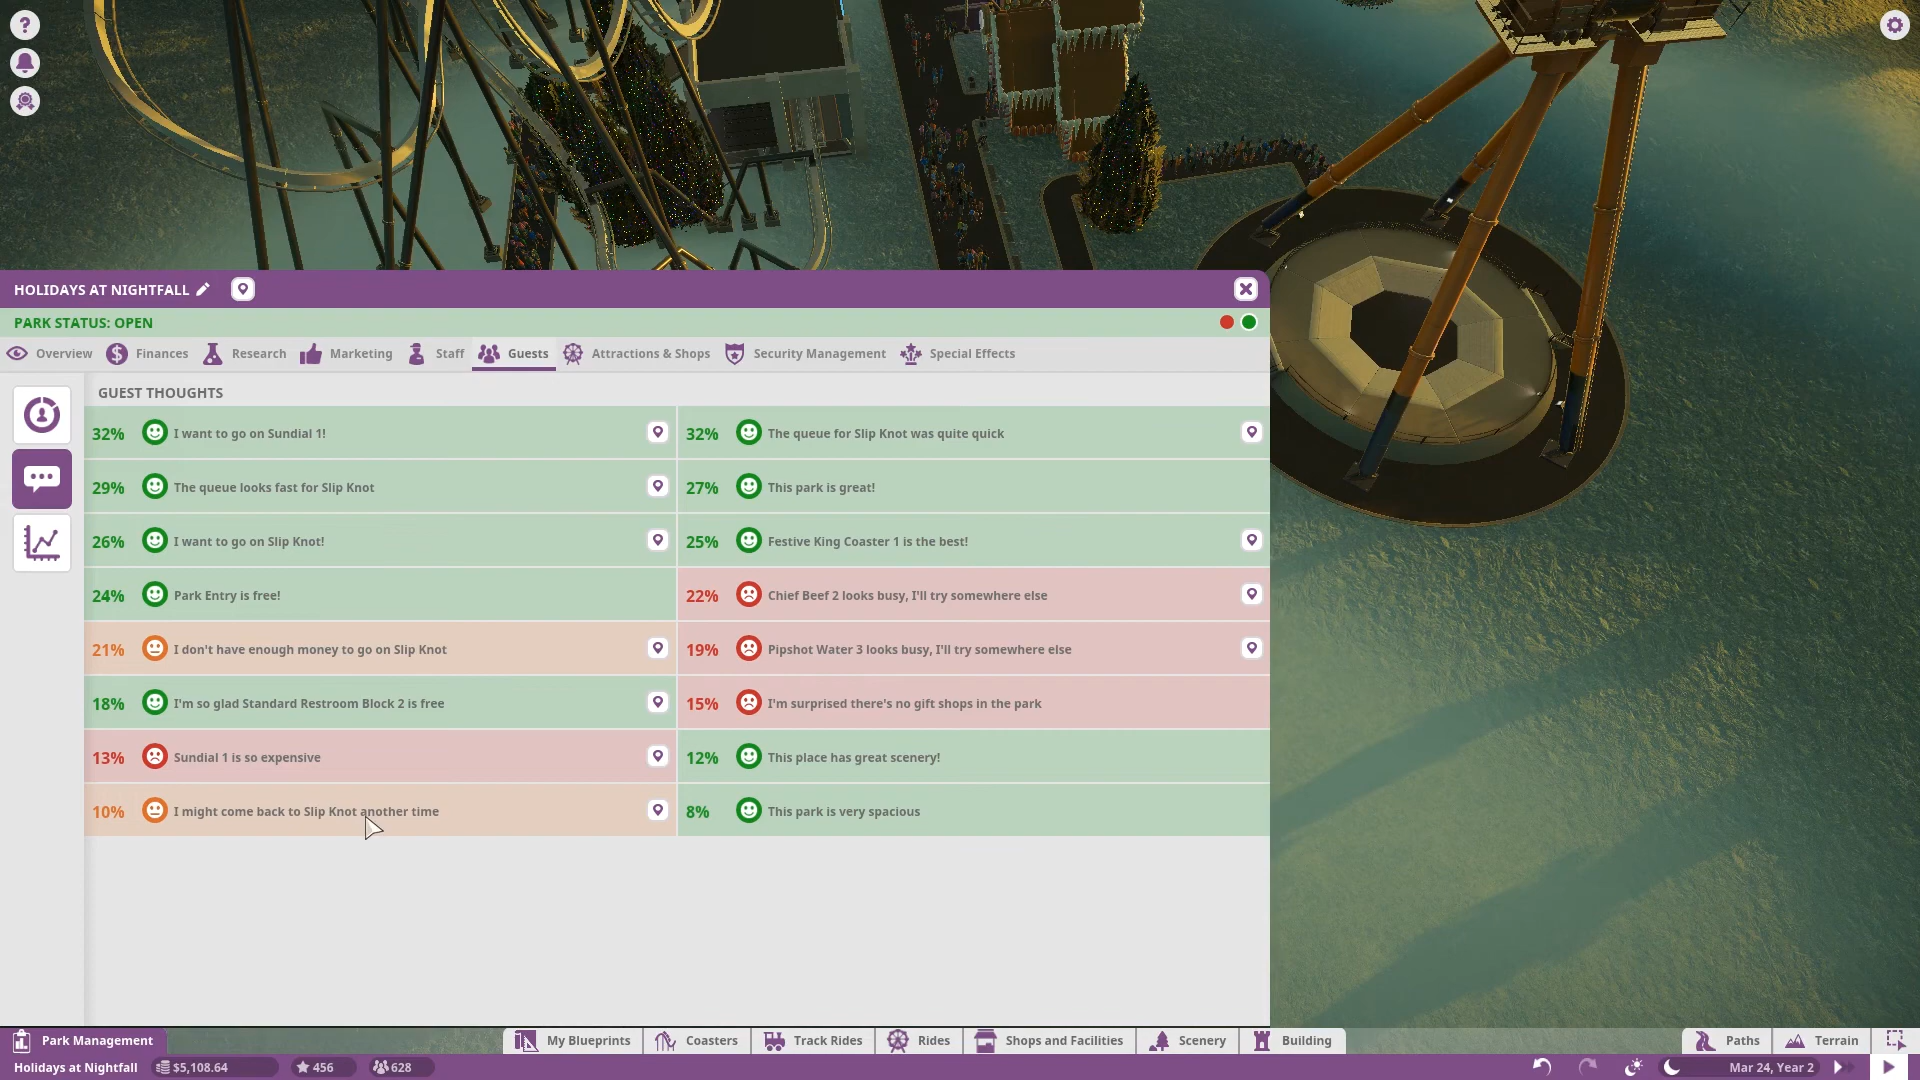 ?
HOLIDAYS AT NIGHTFALL
PARK STATUS: OPEN
Overview Finances Research Marketing Staff Guests Attractions & Shops Security Management Special Effects
GUEST THOUGHTS
32% I want to go on Sundial 1!
32% The queue for Slip Knot was quite quick
29% The queue looks fast for Slip Knot
27% This park is great!
26% I want to go on Slip Knot!
25% Festive King Coaster 1 is the best!
24% Park Entry is free!
22% Chief Beef 2 looks busy, I'll try somewhere else
21% I don't have enough money to go on Slip Knot
19% Pipshot Water 3 looks busy, I'll try somewhere else
18% I'm so glad Standard Restroom Block 2 is free
15% I'm surprised there's no gift shops in the park
13% Sundial 1 is so expensive
12% This place has great scenery!
10% I might come back to Slip Knot another time
8% This park is very spacious
Park Management My Blueprints Coasters Track Rides Rides Shops and Facilities Scenery Building Paths Terrain
Holidays at Nightfall $5,108.64 456 628 Mar 24, Year 2